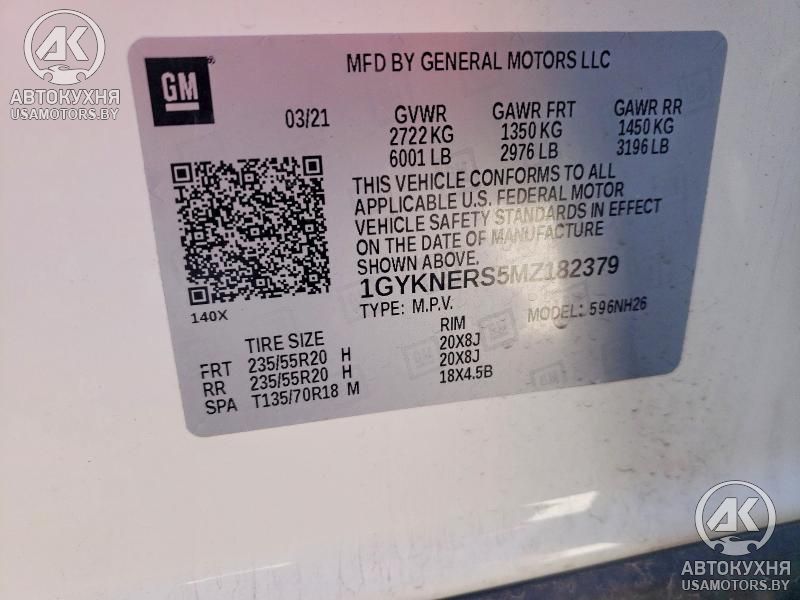 AK
АВТОКУХНЯ
USAMOTORS.BY
GM
MFD BY GENERAL MOTORS LLC
03/21
GVWR GAWR FRT GAWR RR
2722 KG 1350 KG 1450 KG
6001 LB 2976 LB 3196 LB
THIS VEHICLE CONFORMS TO ALL
APPLICABLE U.S. FEDERAL MOTOR
VEHICLE SAFETY STANDARDS IN EFFECT
ON THE DATE OF MANUFACTURE
SHOWN ABOVE.
1GYKNERS5MZ182379
TYPE: M.P.V. MODEL: 596NH26
140X
TIRE SIZE RIM
FRT 235/55R20 H 20X8J
RR 235/55R20 H 20X8J
SPA T135/70R18 M 18X4.5B
AK
АВТОКУХНЯ
USAMOTORS.BY